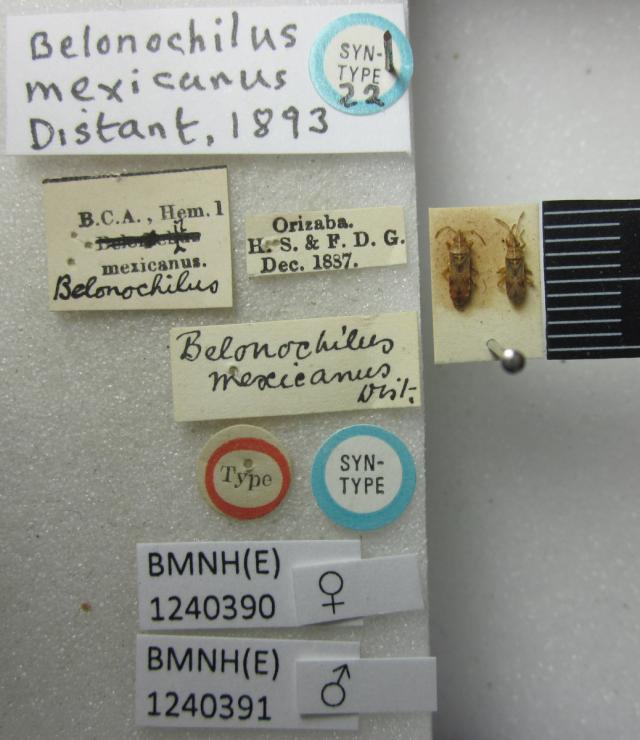 Belonochilus
mexicanus
Distant, 1893
SYN-
TYPE
22
1
B.C.A., Hem. 1
mexicanus.
Belonochilus
Orizaba.
H. S. & F. D. G.
Dec. 1887.
Belonochilus
mexicanus
Dist.
Type
SYN-
TYPE
BMNH(E)
1240390
♀
BMNH(E)
1240391
♂